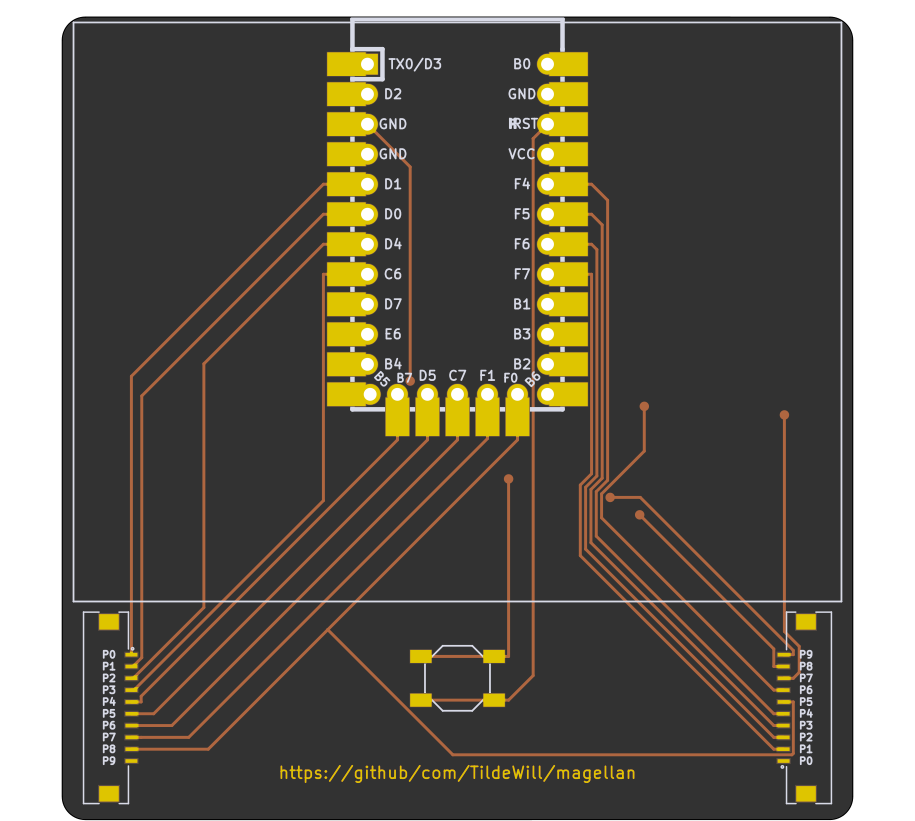 TX0/D3 B0
D2 GND
GND RST
GND VCC
D1 F4
D0 F5
D4 F6
C6 F7
D7 B1
E6 B3
B4 B2
B5 B7 D5 C7 F1 F0 B6
P0 P9
P1 P8
P2 P7
P3 P6
P4 P5
P5 P4
P6 P3
P7 P2
P8 P1
P9 P0
https://github/com/TildeWill/magellan